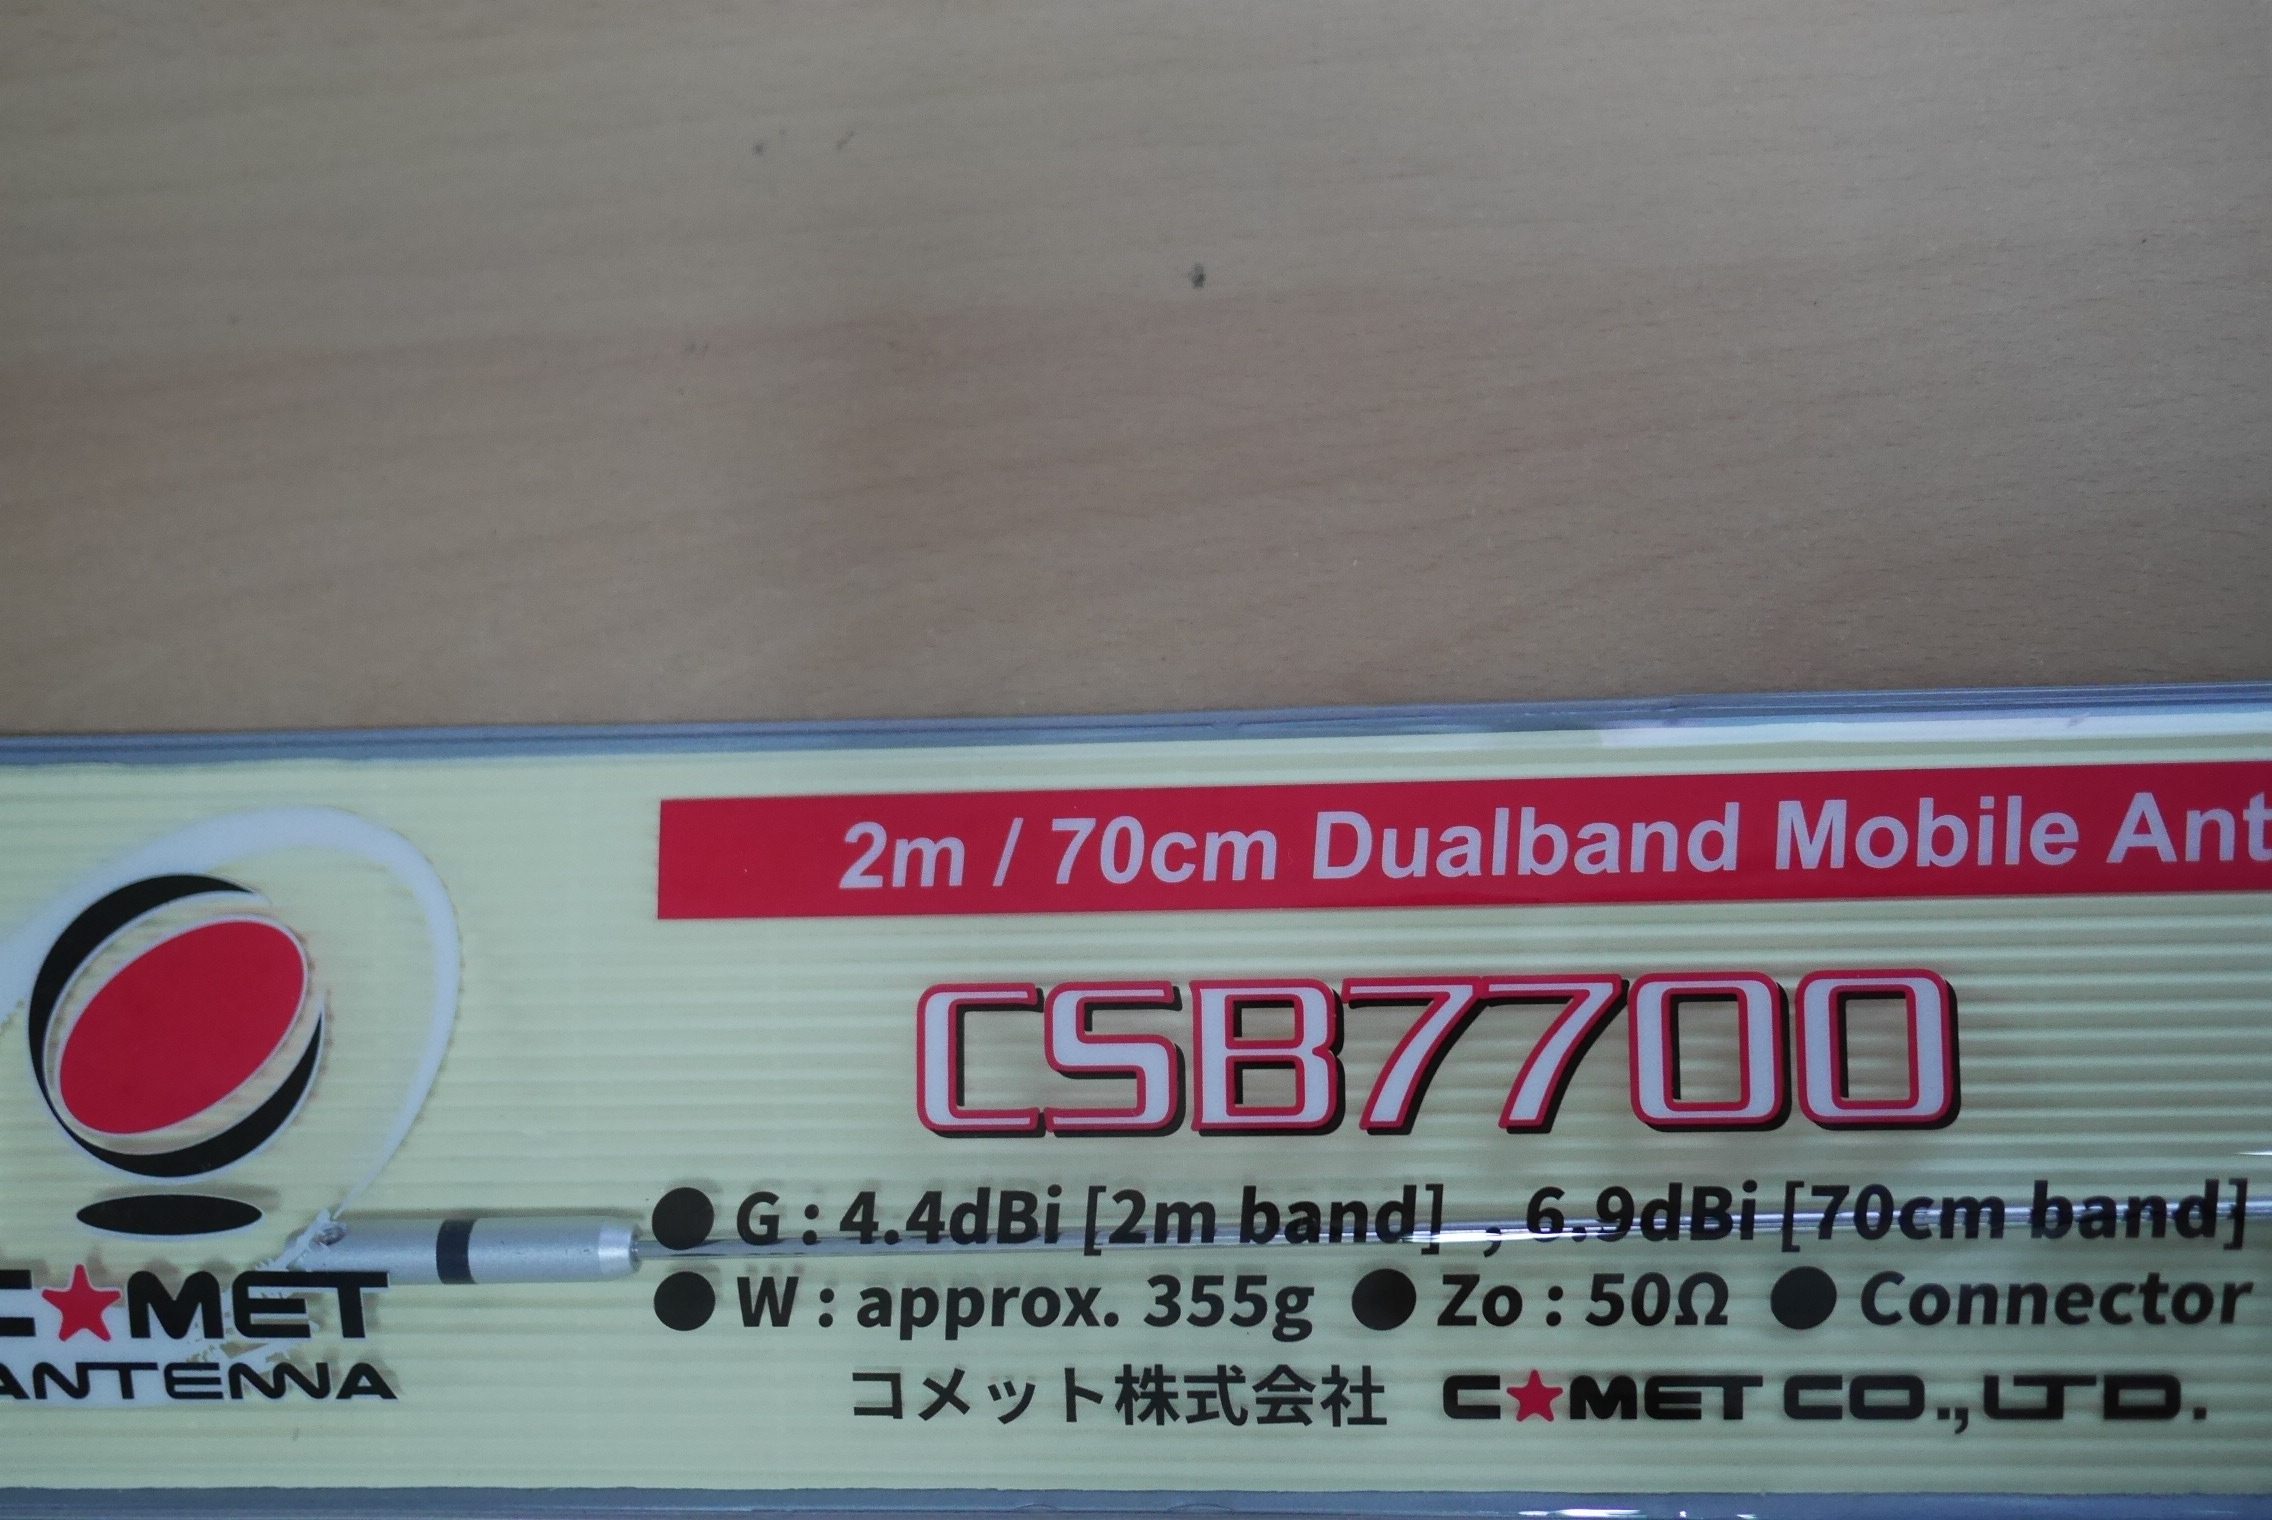 2m / 70cm Dualband Mobile Ant
CSB7700
● G : 4.4dBi [2m band] , 6.9dBi [70cm band]
● W : approx. 355g ● Zo : 50Ω ● Connector
コメット株式会社 C★MET CO.,LTD.
C★MET
ANTENNA